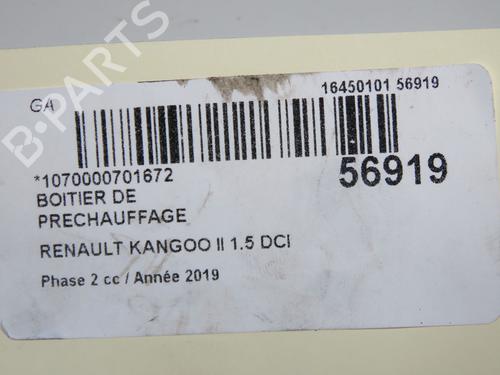 GA
16450101 56919
*1070000701672
56919
BOITIER DE
PRECHAUFFAGE
RENAULT KANGOO II 1.5 DCI
Phase 2 cc / Année 2019
B-PARTS